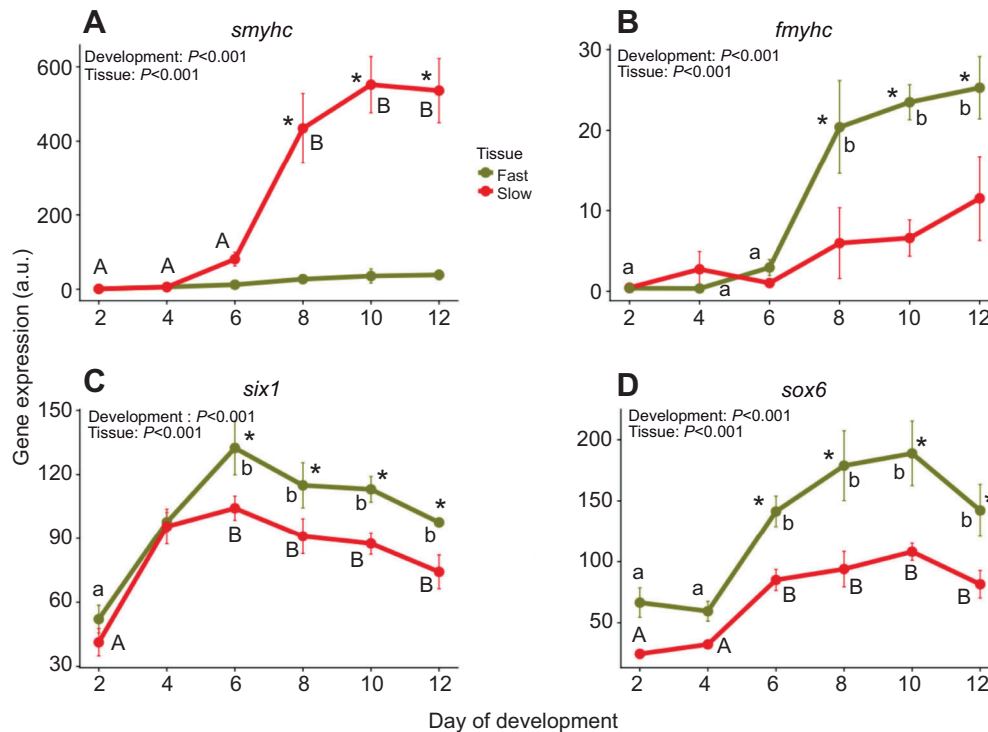 A
smyhc
Development: P<0.001
Tissue: P<0.001
600
400
200
0
A
A
A
*
B
*
B
*
B
2
4
6
8
10
12
Tissue
Fast
Slow
B
fmyhc
Development: P<0.001
Tissue: P<0.001
30
20
10
0
a
a
a
*
b
*
b
*
b
2
4
6
8
10
12
C
six1
Development : P<0.001
Tissue: P<0.001
150
120
90
60
30
a
A
*
b
B
*
b
B
*
b
B
*
b
B
2
4
6
8
10
12
D
sox6
Development: P<0.001
Tissue: P<0.001
200
150
100
50
a
A
a
A
*
b
B
*
b
B
*
b
B
*
b
B
2
4
6
8
10
12
Gene expression (a.u.)
Day of development